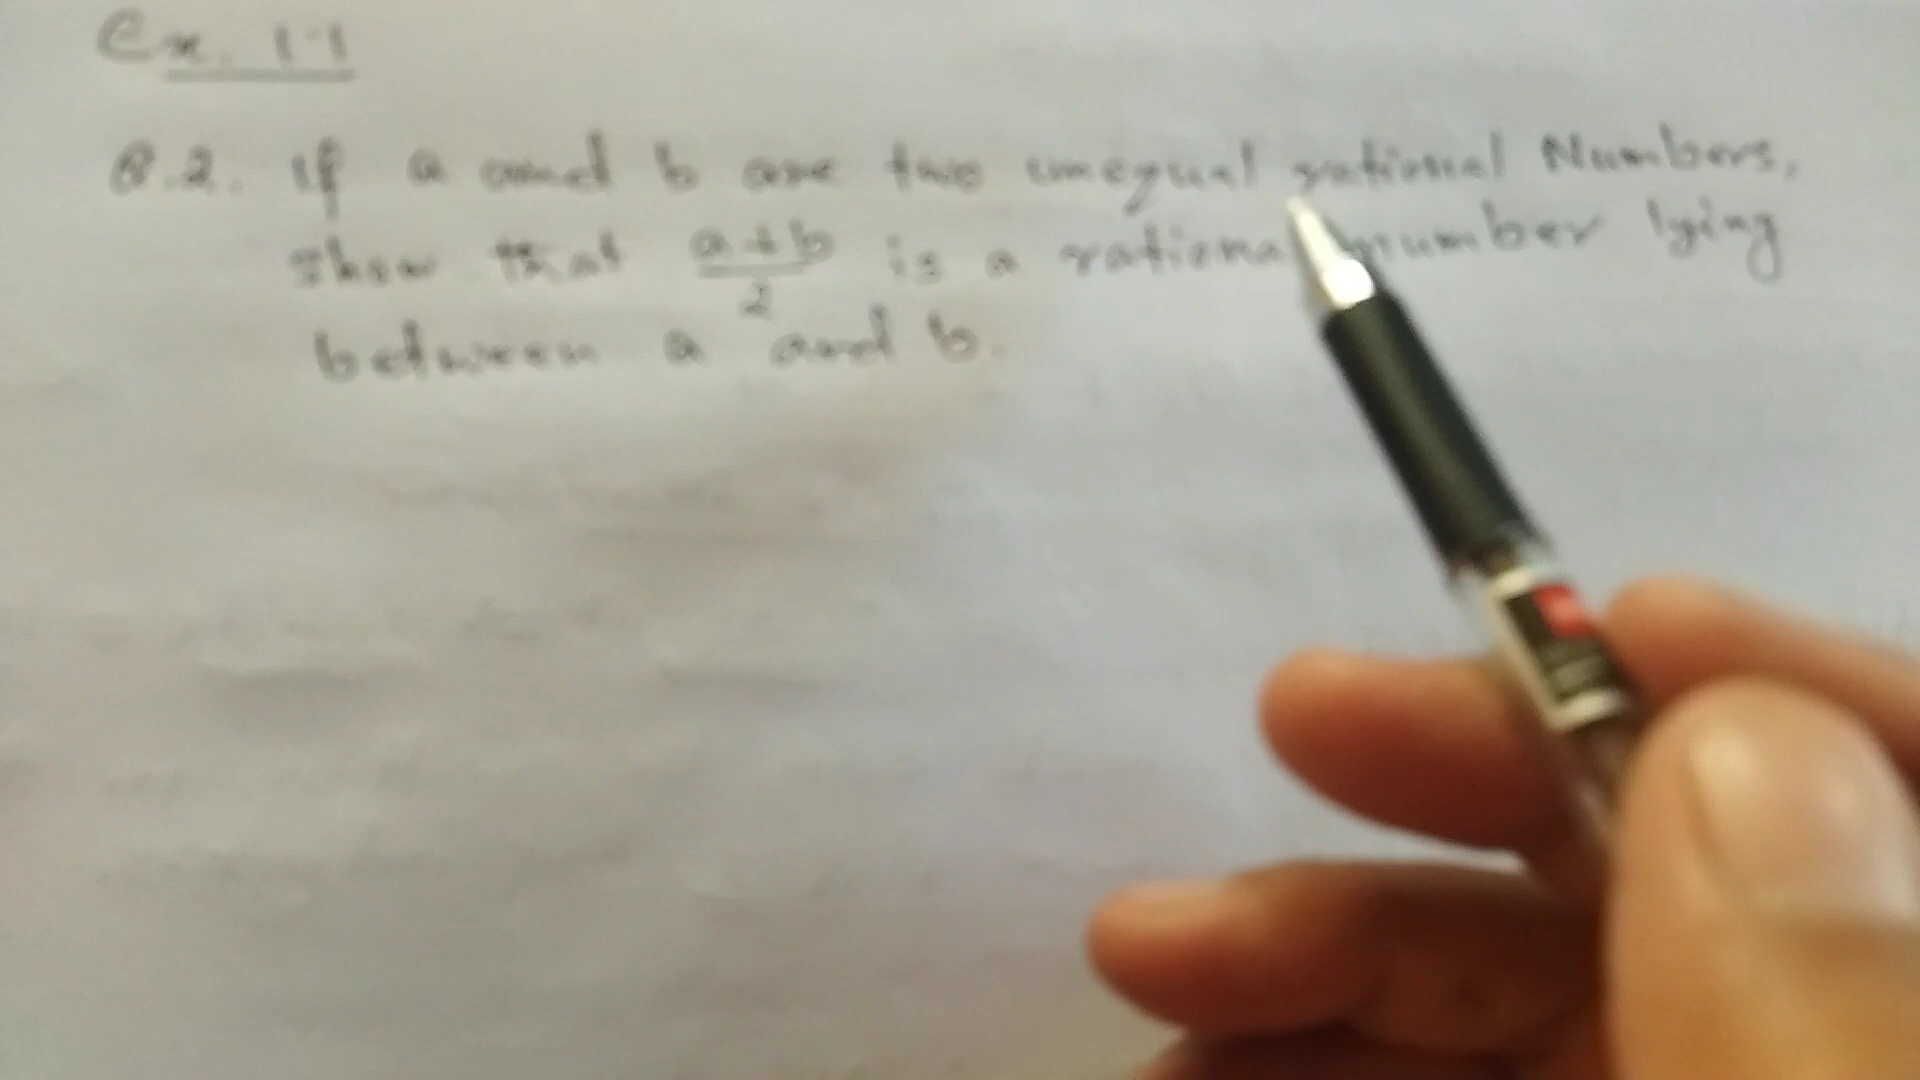 Ex. 1.1
Q.2. If a and b are two unequal rational Numbers,
show that a+b/2 is a rational number lying
between a and b.